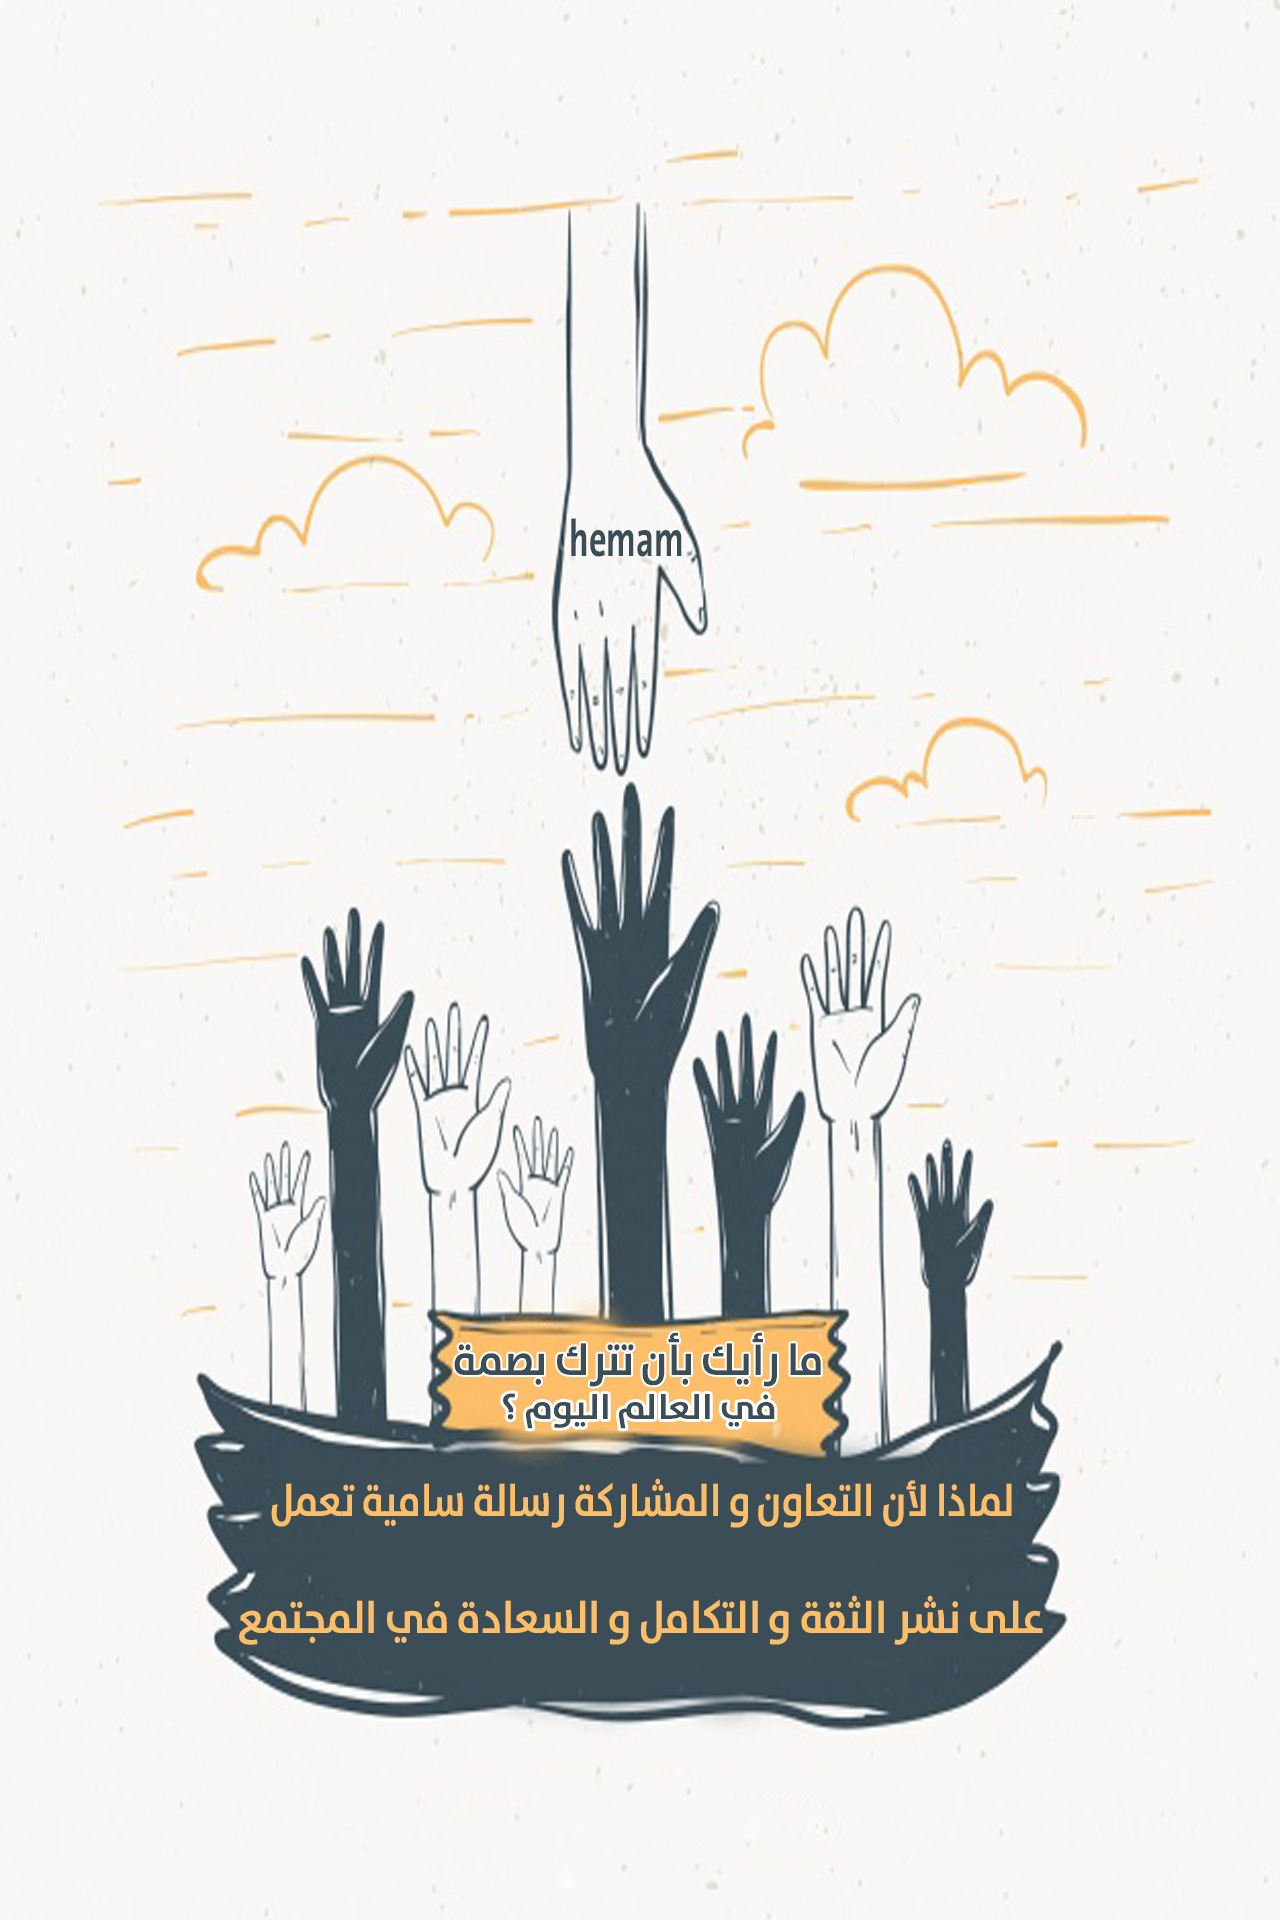 hemam
ما رأيك بأن تترك بصمة
في العالم اليوم ؟
لماذا لأن التعاون و المشاركة رسالة سامية تعمل
على نشر الثقة و التكامل و السعادة في المجتمع